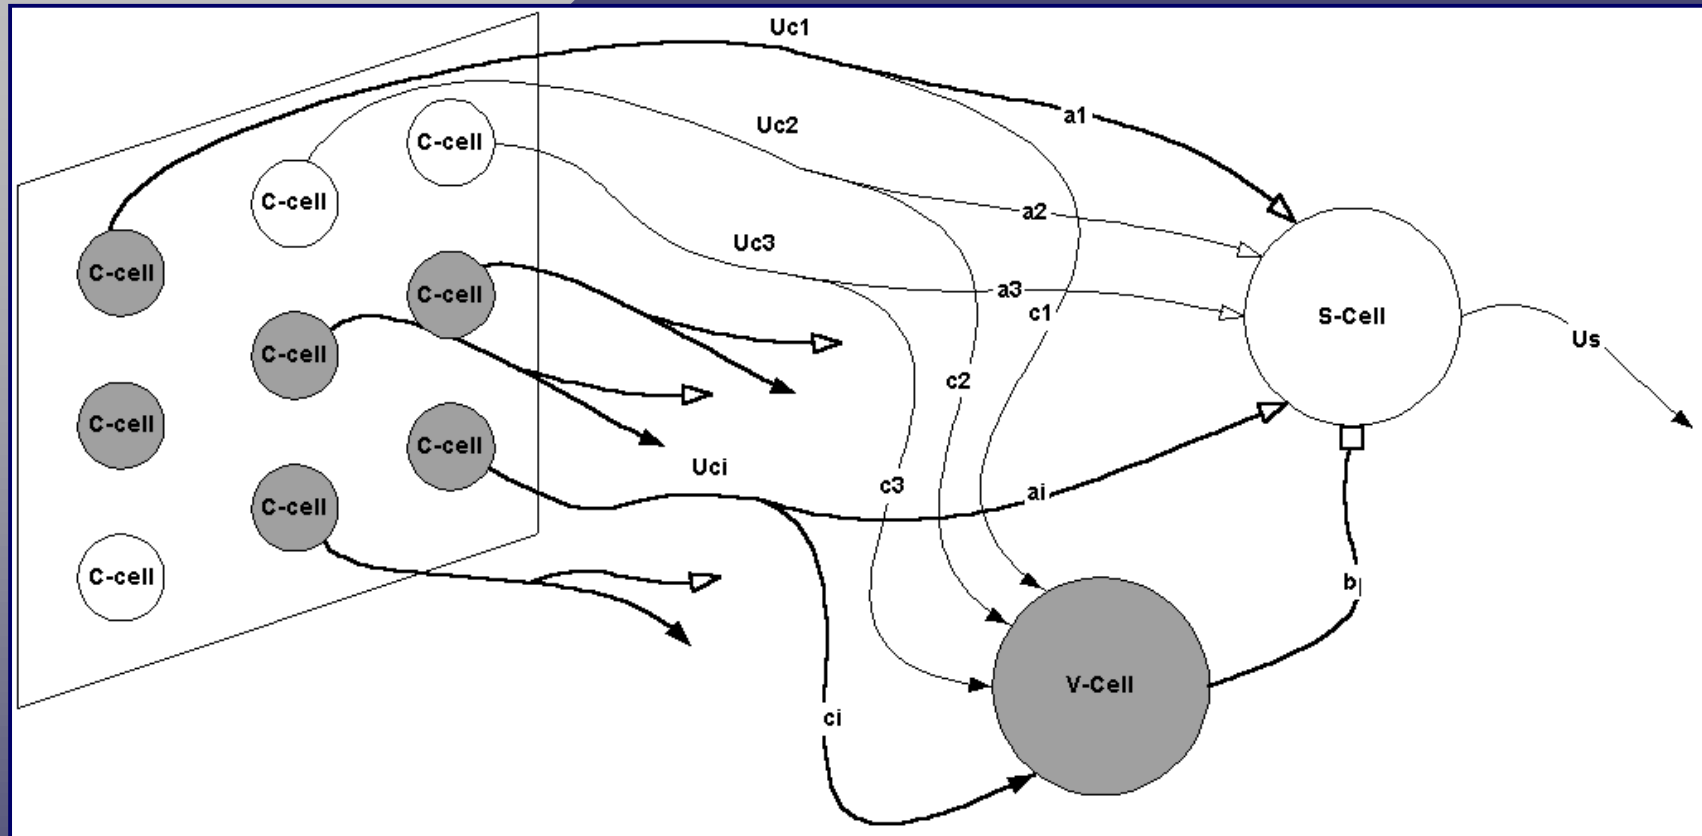 Uc1
a1
Uc2
C-cell
C-cell
a2
Uc3
C-cell
C-cell
a3
c1
S-Cell
Us
C-cell
c2
C-cell
C-cell
Uci
c3
ai
C-cell
C-cell
b
V-Cell
ci